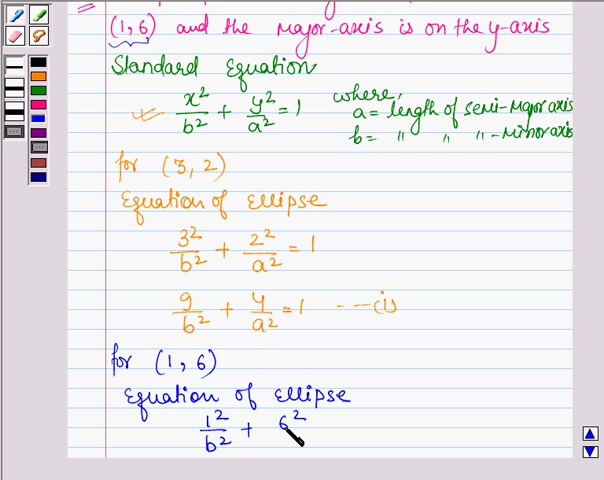 (1,6) and the major-axis is on the y-axis
Standard Equation
x²/b² + y²/a² = 1 where,
a = length of semi-major axis
b = " " " -minor axis
for (3, 2)
Equation of Ellipse
3²/b² + 2²/a² = 1
9/b² + 4/a² = 1 --(i)
for (1, 6)
Equation of Ellipse
1²/b² + 6²